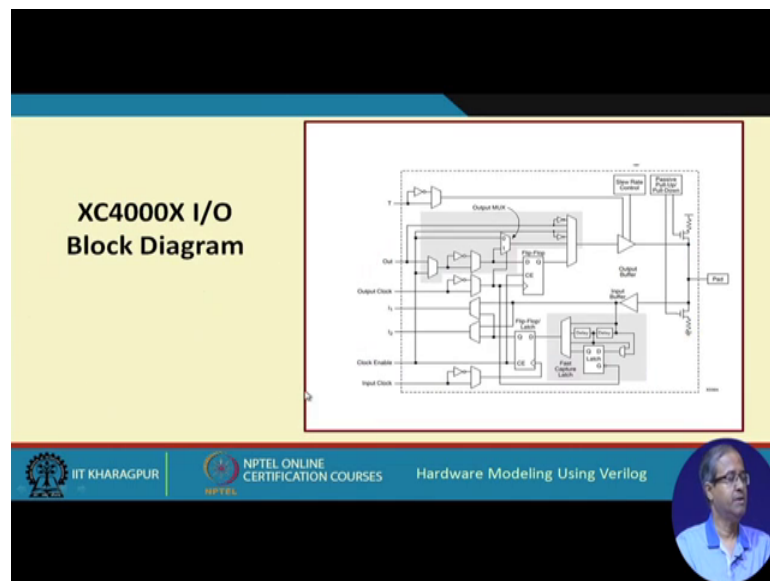 XC4000X I/O
Block Diagram
Slew Rate
Control
Passive
Pull-Up/
Pull-Down
T
Output MUX
0
1
Out
Flip-Flop
D Q
CE
Output
Buffer
Pad
Output Clock
Input
Buffer
I1
I2
Flip-Flop/
Latch
Q D
CE
Delay Delay
Q D
Latch
G
Fast
Capture
Latch
Clock Enable
Input Clock
IIT KHARAGPUR
NPTEL
NPTEL ONLINE
CERTIFICATION COURSES
Hardware Modeling Using Verilog